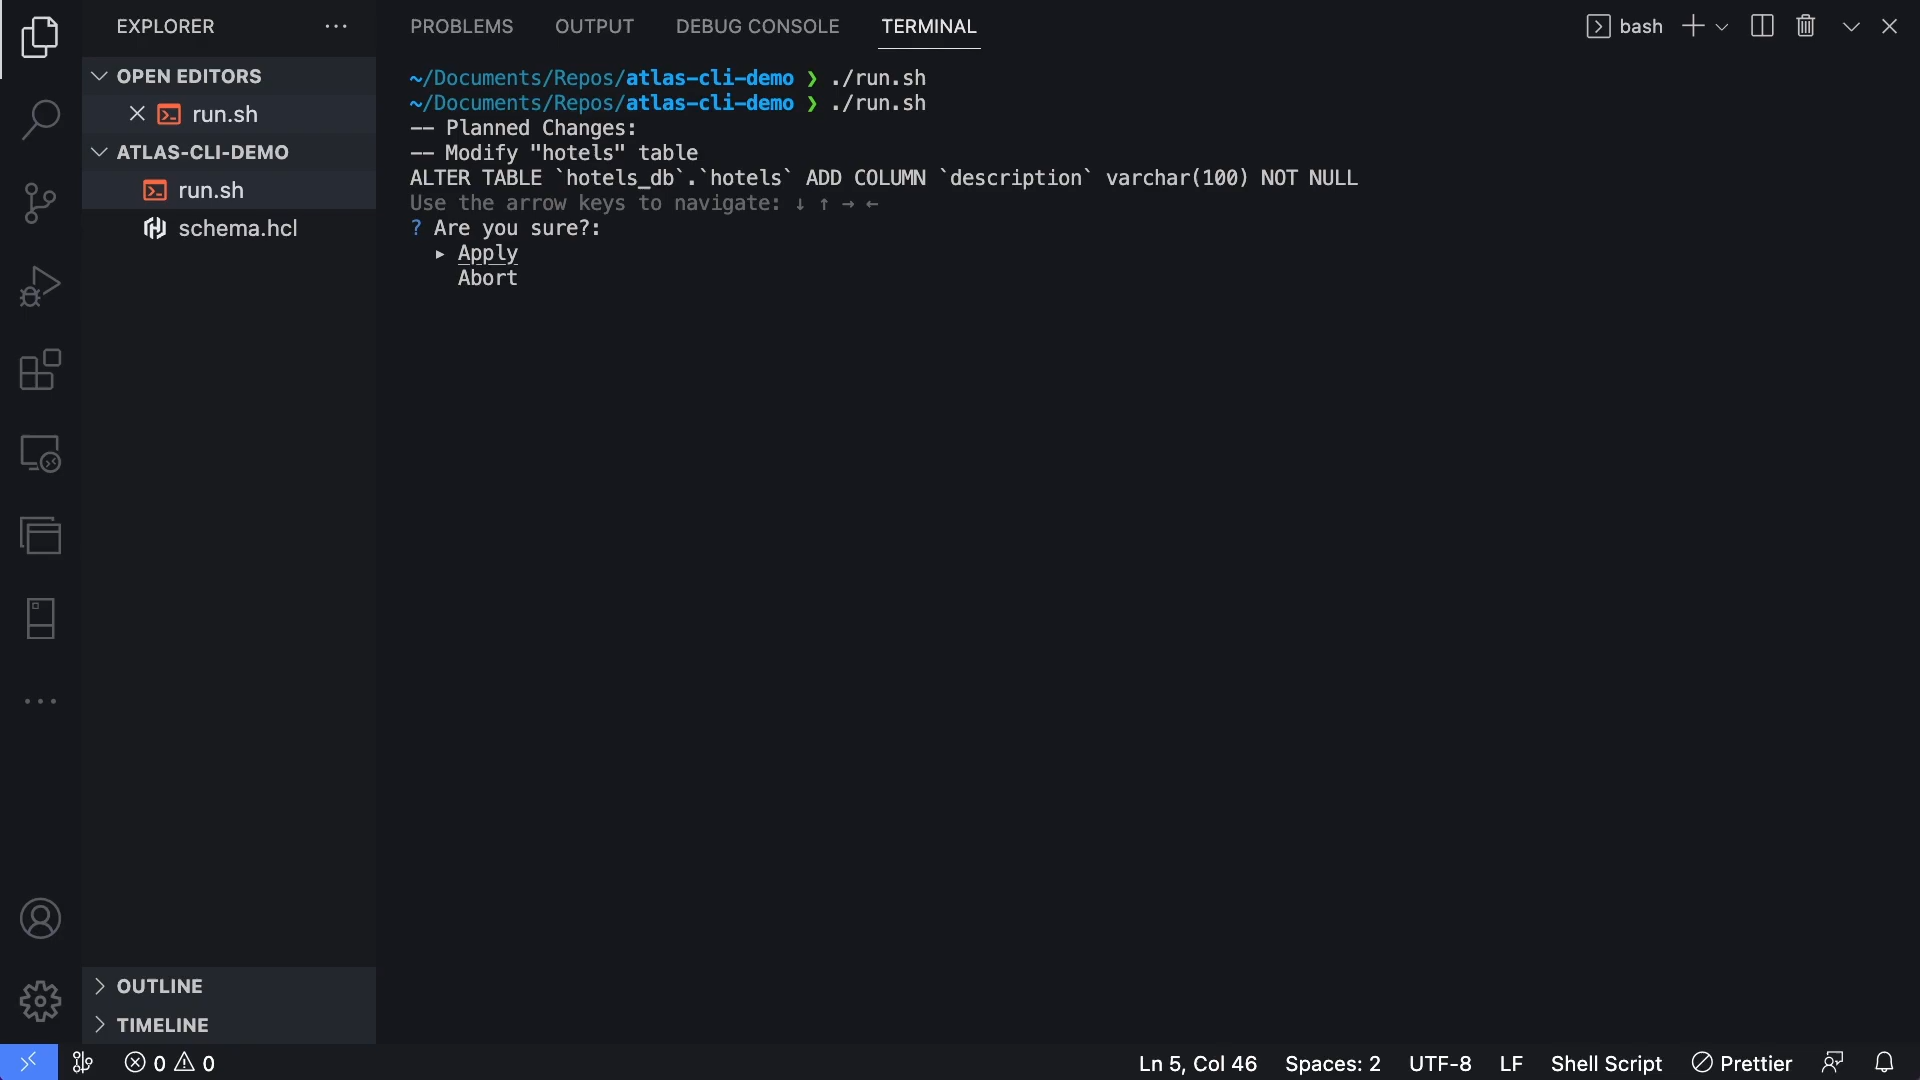 EXPLORER
OPEN EDITORS
run.sh
ATLAS-CLI-DEMO
run.sh
schema.hcl
OUTLINE
TIMELINE
PROBLEMS OUTPUT DEBUG CONSOLE TERMINAL
bash
~/Documents/Repos/atlas-cli-demo ❯ ./run.sh
~/Documents/Repos/atlas-cli-demo ❯ ./run.sh
-- Planned Changes:
-- Modify "hotels" table
ALTER TABLE `hotels_db`.`hotels` ADD COLUMN `description` varchar(100) NOT NULL
Use the arrow keys to navigate: ↓ ↑ → ←
? Are you sure?:
▸ Apply
Abort
0 0
Ln 5, Col 46 Spaces: 2 UTF-8 LF Shell Script Prettier